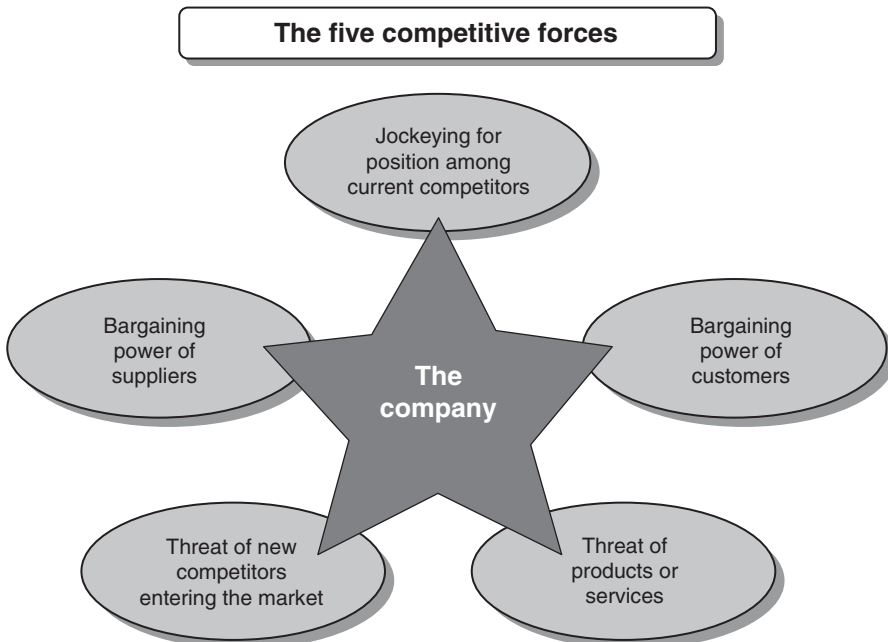 The five competitive forces
Jockeying for
position among
current competitors
Bargaining
power of
suppliers
Bargaining
power of
customers
The
company
Threat of new
competitors
entering the market
Threat of
products or
services